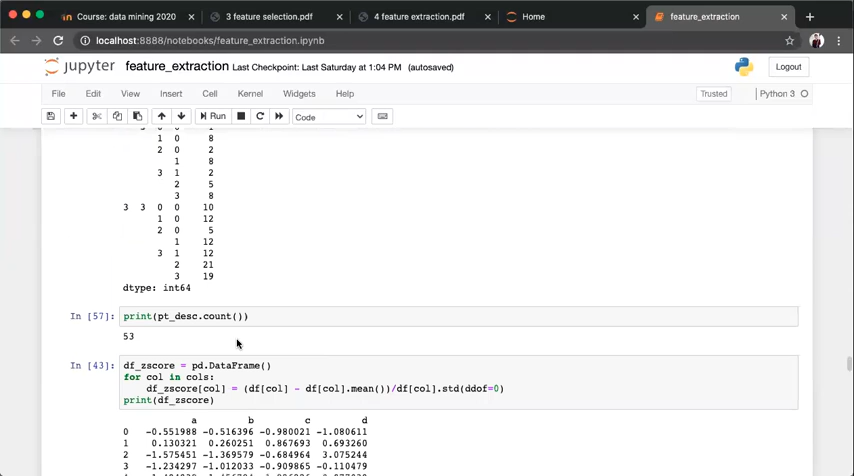 Course: data mining 2020
3 feature selection.pdf
4 feature extraction.pdf
Home
feature_extraction
localhost:8888/notebooks/feature_extraction.ipynb
jupyter feature_extraction Last Checkpoint: Last Saturday at 1:04 PM (autosaved)
Logout
File Edit View Insert Cell Kernel Widgets Help
Trusted Python 3
Run Code
1 0 8
2 0 2
1 8
3 1 2
2 5
3 8
3 3 0 0 10
1 0 12
2 0 5
1 12
3 1 12
2 21
3 19
dtype: int64
In [57]: print(pt_desc.count())
53
In [43]: df_zscore = pd.DataFrame()
for col in cols:
df_zscore[col] = (df[col] - df[col].mean())/df[col].std(ddof=0)
print(df_zscore)
a b c d
0 -0.551988 -0.516396 -0.980021 -1.080611
1 0.130321 0.260251 0.867693 0.693260
2 -1.575451 -1.369579 -0.684964 3.075244
3 -1.234297 -1.012033 -0.909865 -0.110479